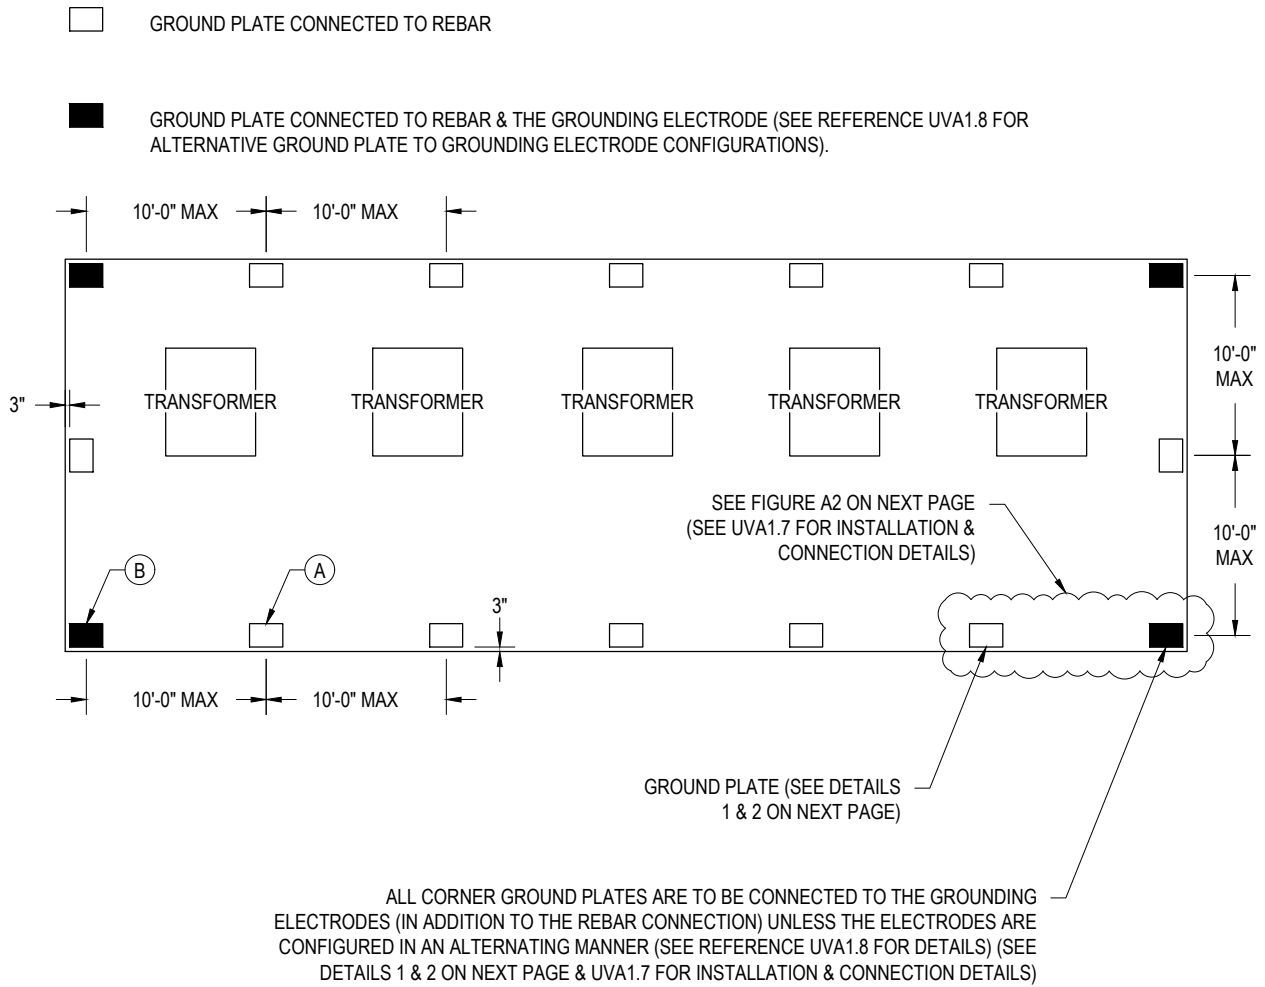 GROUND PLATE CONNECTED TO REBAR
GROUND PLATE CONNECTED TO REBAR & THE GROUNDING ELECTRODE (SEE REFERENCE UVA1.8 FOR
ALTERNATIVE GROUND PLATE TO GROUNDING ELECTRODE CONFIGURATIONS).
10'-0" MAX
10'-0" MAX
10'-0"
MAX
3"
TRANSFORMER
TRANSFORMER
TRANSFORMER
TRANSFORMER
TRANSFORMER
SEE FIGURE A2 ON NEXT PAGE
(SEE UVA1.7 FOR INSTALLATION &
CONNECTION DETAILS)
10'-0"
MAX
B
A
3"
10'-0" MAX
10'-0" MAX
GROUND PLATE (SEE DETAILS
1 & 2 ON NEXT PAGE)
ALL CORNER GROUND PLATES ARE TO BE CONNECTED TO THE GROUNDING
ELECTRODES (IN ADDITION TO THE REBAR CONNECTION) UNLESS THE ELECTRODES ARE
CONFIGURED IN AN ALTERNATING MANNER (SEE REFERENCE UVA1.8 FOR DETAILS) (SEE
DETAILS 1 & 2 ON NEXT PAGE & UVA1.7 FOR INSTALLATION & CONNECTION DETAILS)